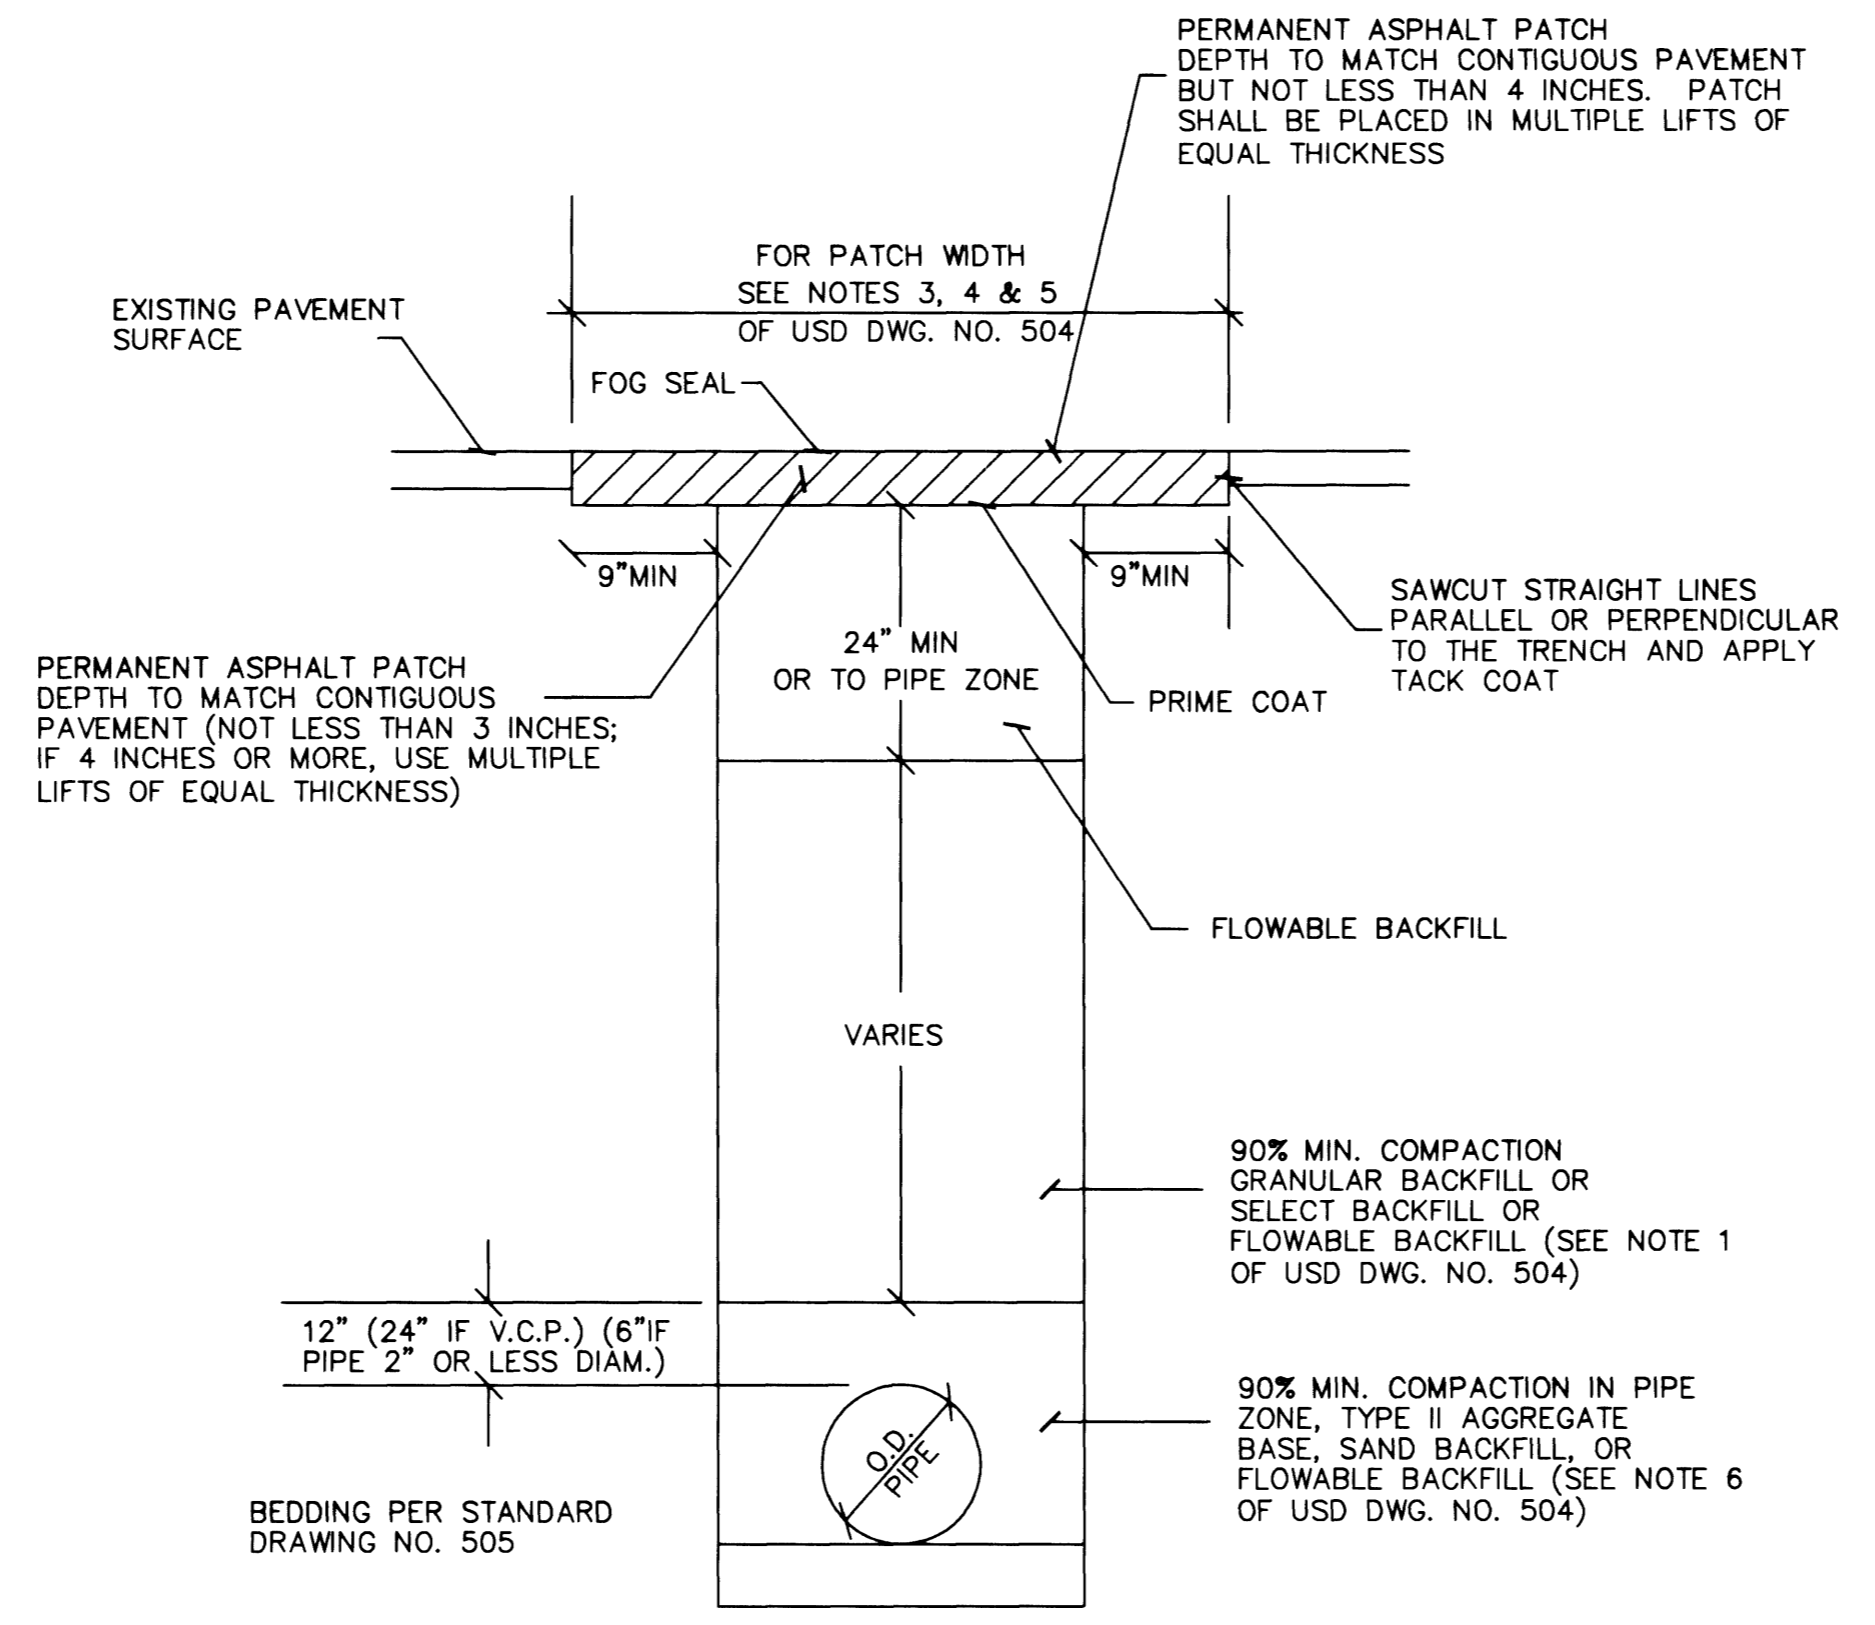 PERMANENT ASPHALT PATCH
DEPTH TO MATCH CONTIGUOUS PAVEMENT
BUT NOT LESS THAN 4 INCHES. PATCH
SHALL BE PLACED IN MULTIPLE LIFTS OF
EQUAL THICKNESS
FOR PATCH WIDTH
SEE NOTES 3, 4 & 5
OF USD DWG. NO. 504
EXISTING PAVEMENT
SURFACE
FOG SEAL
9"MIN
9"MIN
SAWCUT STRAIGHT LINES
PARALLEL OR PERPENDICULAR
TO THE TRENCH AND APPLY
TACK COAT
24" MIN
OR TO PIPE ZONE
PRIME COAT
PERMANENT ASPHALT PATCH
DEPTH TO MATCH CONTIGUOUS
PAVEMENT (NOT LESS THAN 3 INCHES;
IF 4 INCHES OR MORE, USE MULTIPLE
LIFTS OF EQUAL THICKNESS)
FLOWABLE BACKFILL
VARIES
90% MIN. COMPACTION
GRANULAR BACKFILL OR
SELECT BACKFILL OR
FLOWABLE BACKFILL (SEE NOTE 1
OF USD DWG. NO. 504)
12" (24" IF V.C.P.) (6"IF
PIPE 2" OR LESS DIAM.)
90% MIN. COMPACTION IN PIPE
ZONE, TYPE II AGGREGATE
BASE, SAND BACKFILL, OR
FLOWABLE BACKFILL (SEE NOTE 6
OF USD DWG. NO. 504)
O.D.
PIPE
BEDDING PER STANDARD
DRAWING NO. 505